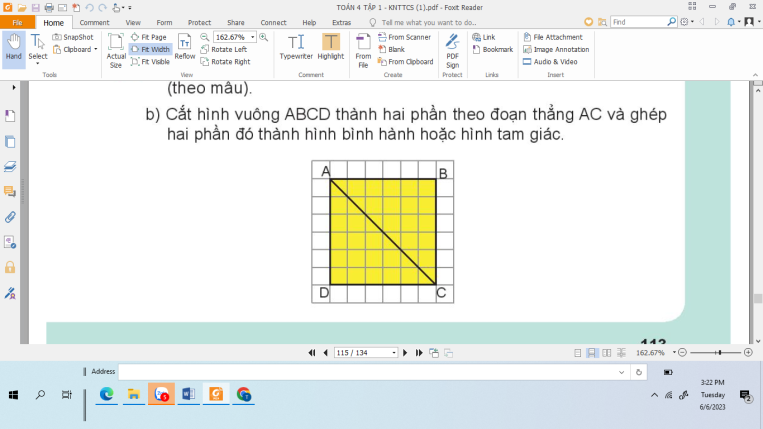 TOÁN 4 TẬP 1 - KNTTCS (1).pdf - Foxit Reader
File Home Comment View Form Protect Share Connect Help Extras Tell me what you want to do... Find
Hand
Select
SnapShot
Clipboard
Actual Size
Fit Page
Fit Width
Fit Visible
Reflow
162.67%
Rotate Left
Rotate Right
Typewriter
Highlight
From File
From Scanner
Blank
From Clipboard
PDF Sign
Link
Bookmark
File Attachment
Image Annotation
Audio & Video
Tools View Comment Create Protect Links Insert
(theo mẫu).
b) Cắt hình vuông ABCD thành hai phần theo đoạn thẳng AC và ghép
hai phần đó thành hình bình hành hoặc hình tam giác.
A B
D C
113
115 / 134 162.67%
Address
3:22 PM
Tuesday
6/6/2023
5
2